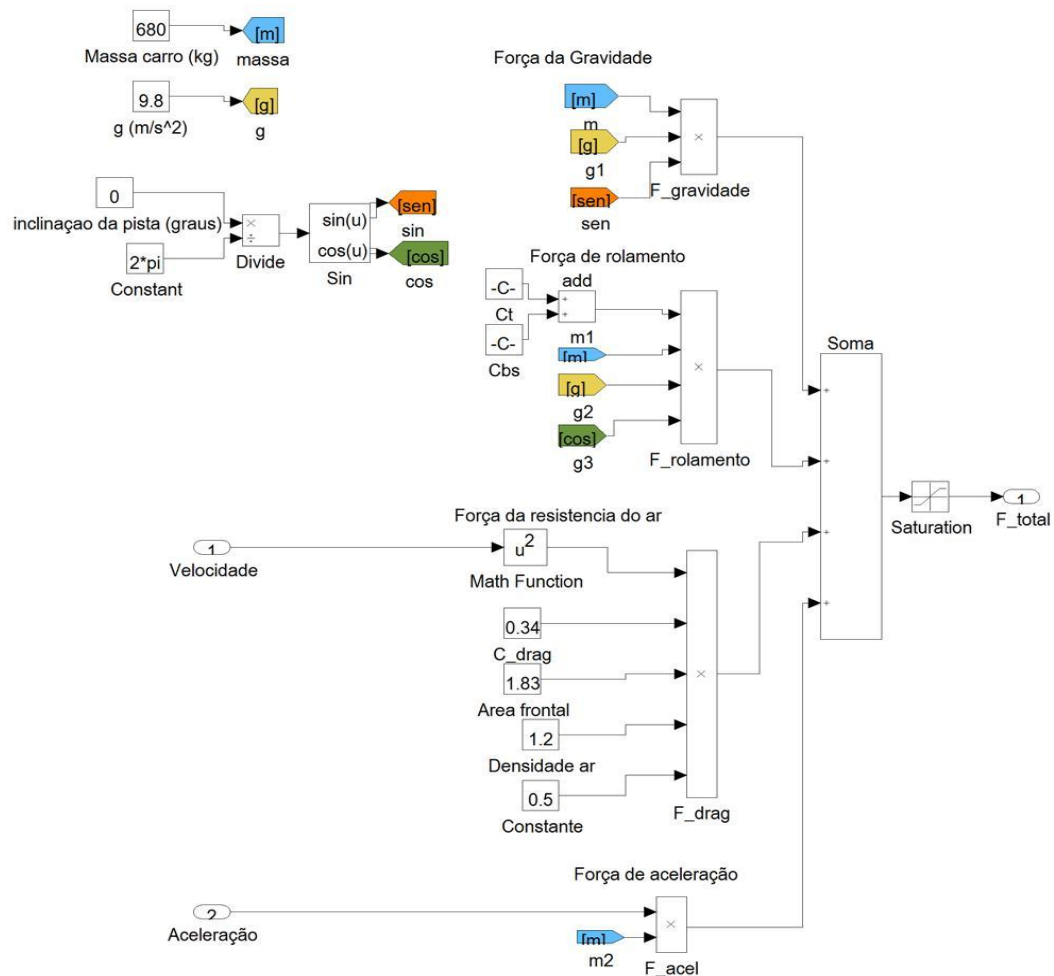 680
[m]
Massa carro (kg)
massa
9.8
[g]
g (m/s^2)
g
0
inclinaçao da pista (graus)
2*pi
Constant
×
÷
Divide
sin(u)
cos(u)
Sin
[sen]
sin
[cos]
cos
Força da Gravidade
[m]
m
[g]
g1
[sen]
sen
×
F_gravidade
Força de rolamento
-C-
Ct
-C-
Cbs
add
+
+
m1
[m]
[g]
g2
[cos]
g3
×
F_rolamento
Força da resistencia do ar
1
Velocidade
u²
Math Function
0.34
C_drag
1.83
Area frontal
1.2
Densidade ar
0.5
Constante
×
F_drag
Força de aceleração
2
Aceleração
[m]
m2
×
F_acel
Soma
+
+
+
+
Saturation
1
F_total